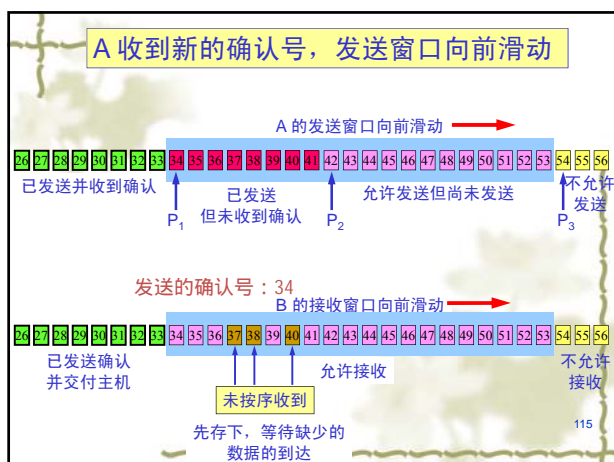 A 收到新的确认号，发送窗口向前滑动
A 的发送窗口向前滑动
26 27 28 29 30 31 32 33 34 35 36 37 38 39 40 41 42 43 44 45 46 47 48 49 50 51 52 53 54 55 56
已发送并收到确认
已发送
但未收到确认
允许发送但尚未发送
不允许
发送
P1
P2
P3
发送的确认号：34
B 的接收窗口向前滑动
26 27 28 29 30 31 32 33 34 35 36 37 38 39 40 41 42 43 44 45 46 47 48 49 50 51 52 53 54 55 56
已发送确认
并交付主机
允许接收
不允许
接收
未按序收到
先存下，等待缺少的
数据的到达
115